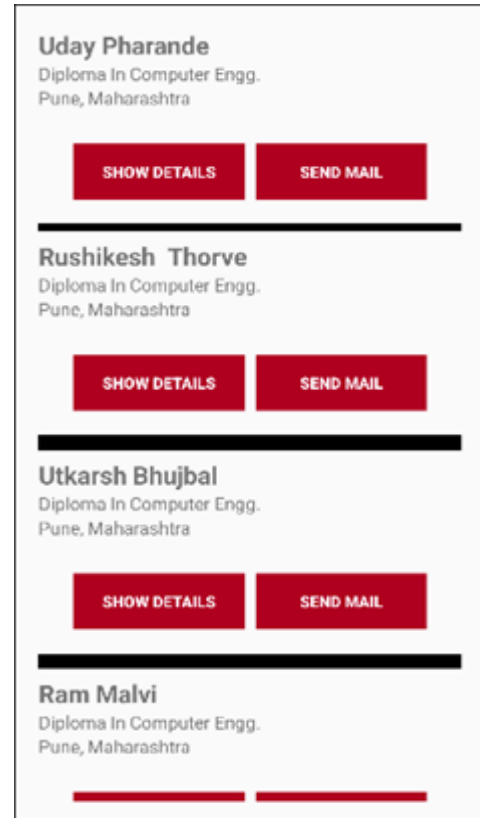 Uday Pharande
Diploma In Computer Engg.
Pune, Maharashtra
SHOW DETAILS SEND MAIL
Rushikesh  Thorve
Diploma In Computer Engg.
Pune, Maharashtra
SHOW DETAILS SEND MAIL
Utkarsh Bhujbal
Diploma In Computer Engg.
Pune, Maharashtra
SHOW DETAILS SEND MAIL
Ram Malvi
Diploma In Computer Engg.
Pune, Maharashtra